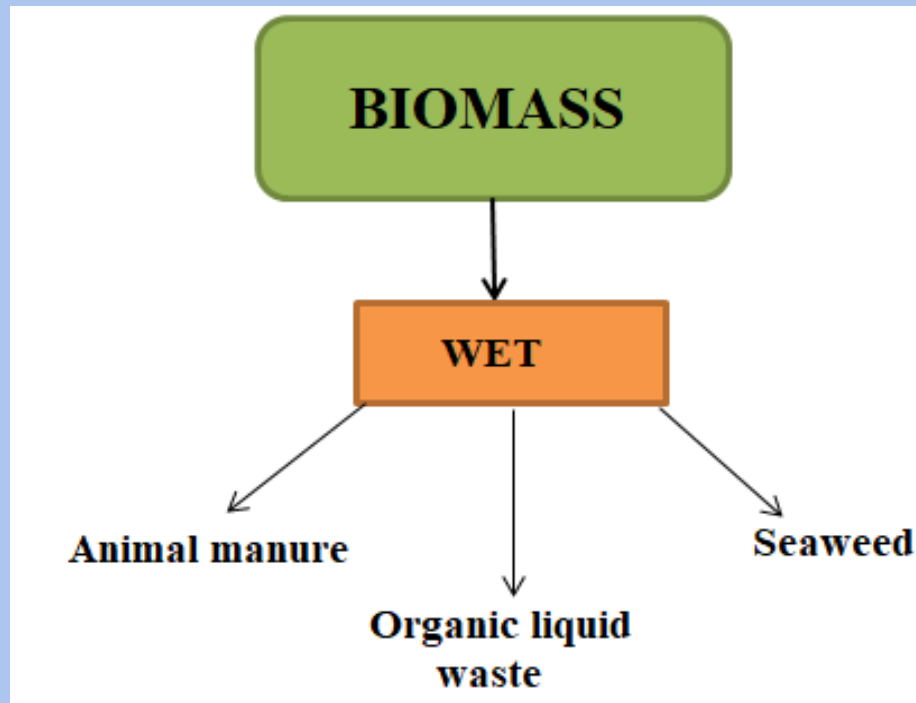 BIOMASS
WET
Animal manure
Seaweed
Organic liquid
waste